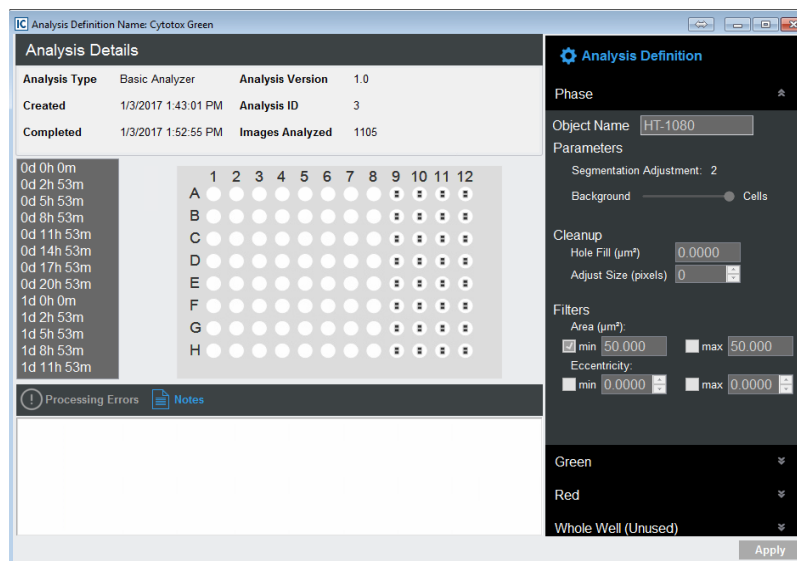 IC Analysis Definition Name: Cytotox Green
Analysis Details
Analysis Type Basic Analyzer Analysis Version 1.0
Created 1/3/2017 1:43:01 PM Analysis ID 3
Completed 1/3/2017 1:52:55 PM Images Analyzed 1105
0d 0h 0m
0d 2h 53m
0d 5h 53m
0d 8h 53m
0d 11h 53m
0d 14h 53m
0d 17h 53m
0d 20h 53m
1d 0h 0m
1d 2h 53m
1d 5h 53m
1d 8h 53m
1d 11h 53m
1 2 3 4 5 6 7 8 9 10 11 12
A
B
C
D
E
F
G
H
! Processing Errors Notes
Analysis Definition
Phase
Object Name HT-1080
Parameters
Segmentation Adjustment: 2
Background Cells
Cleanup
Hole Fill (µm²) 0.0000
Adjust Size (pixels) 0
Filters
Area (µm²):
min 50.000 max 50.000
Eccentricity:
min 0.0000 max 0.0000
Green
Red
Whole Well (Unused)
Apply